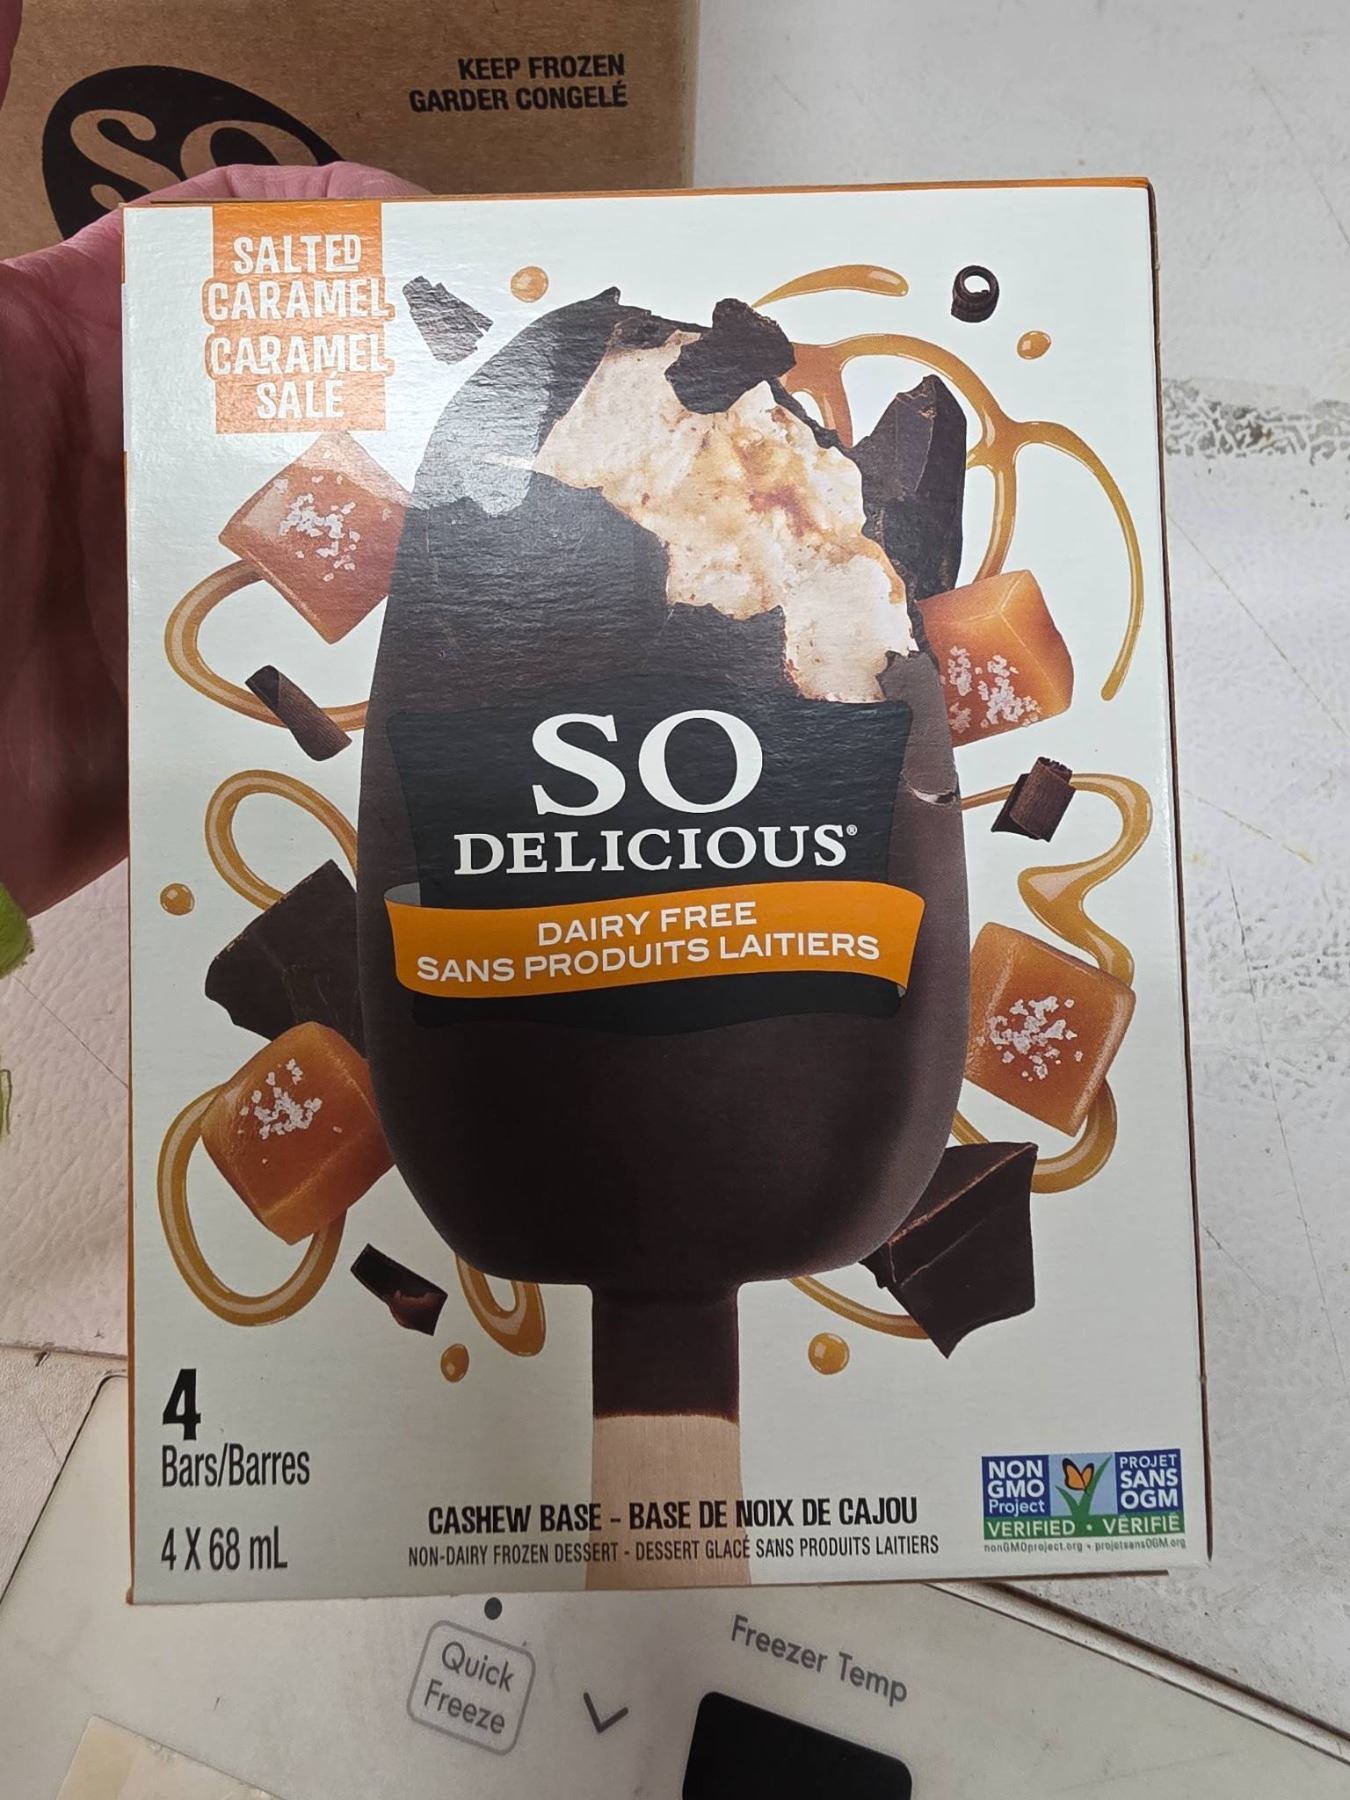 KEEP FROZEN
GARDER CONGELÉ
SO
SALTED
CARAMEL
CARAMEL
SALÉ
SO
DELICIOUS®
DAIRY FREE
SANS PRODUITS LAITIERS
4
Bars/Barres
4 X 68 mL
CASHEW BASE - BASE DE NOIX DE CAJOU
NON-DAIRY FROZEN DESSERT - DESSERT GLACÉ SANS PRODUITS LAITIERS
NON
GMO
Project
PROJET
SANS
OGM
VERIFIED • VÉRIFIÉ
nonGMOproject.org • projetsansOGM.org
Quick
Freeze
Freezer Temp